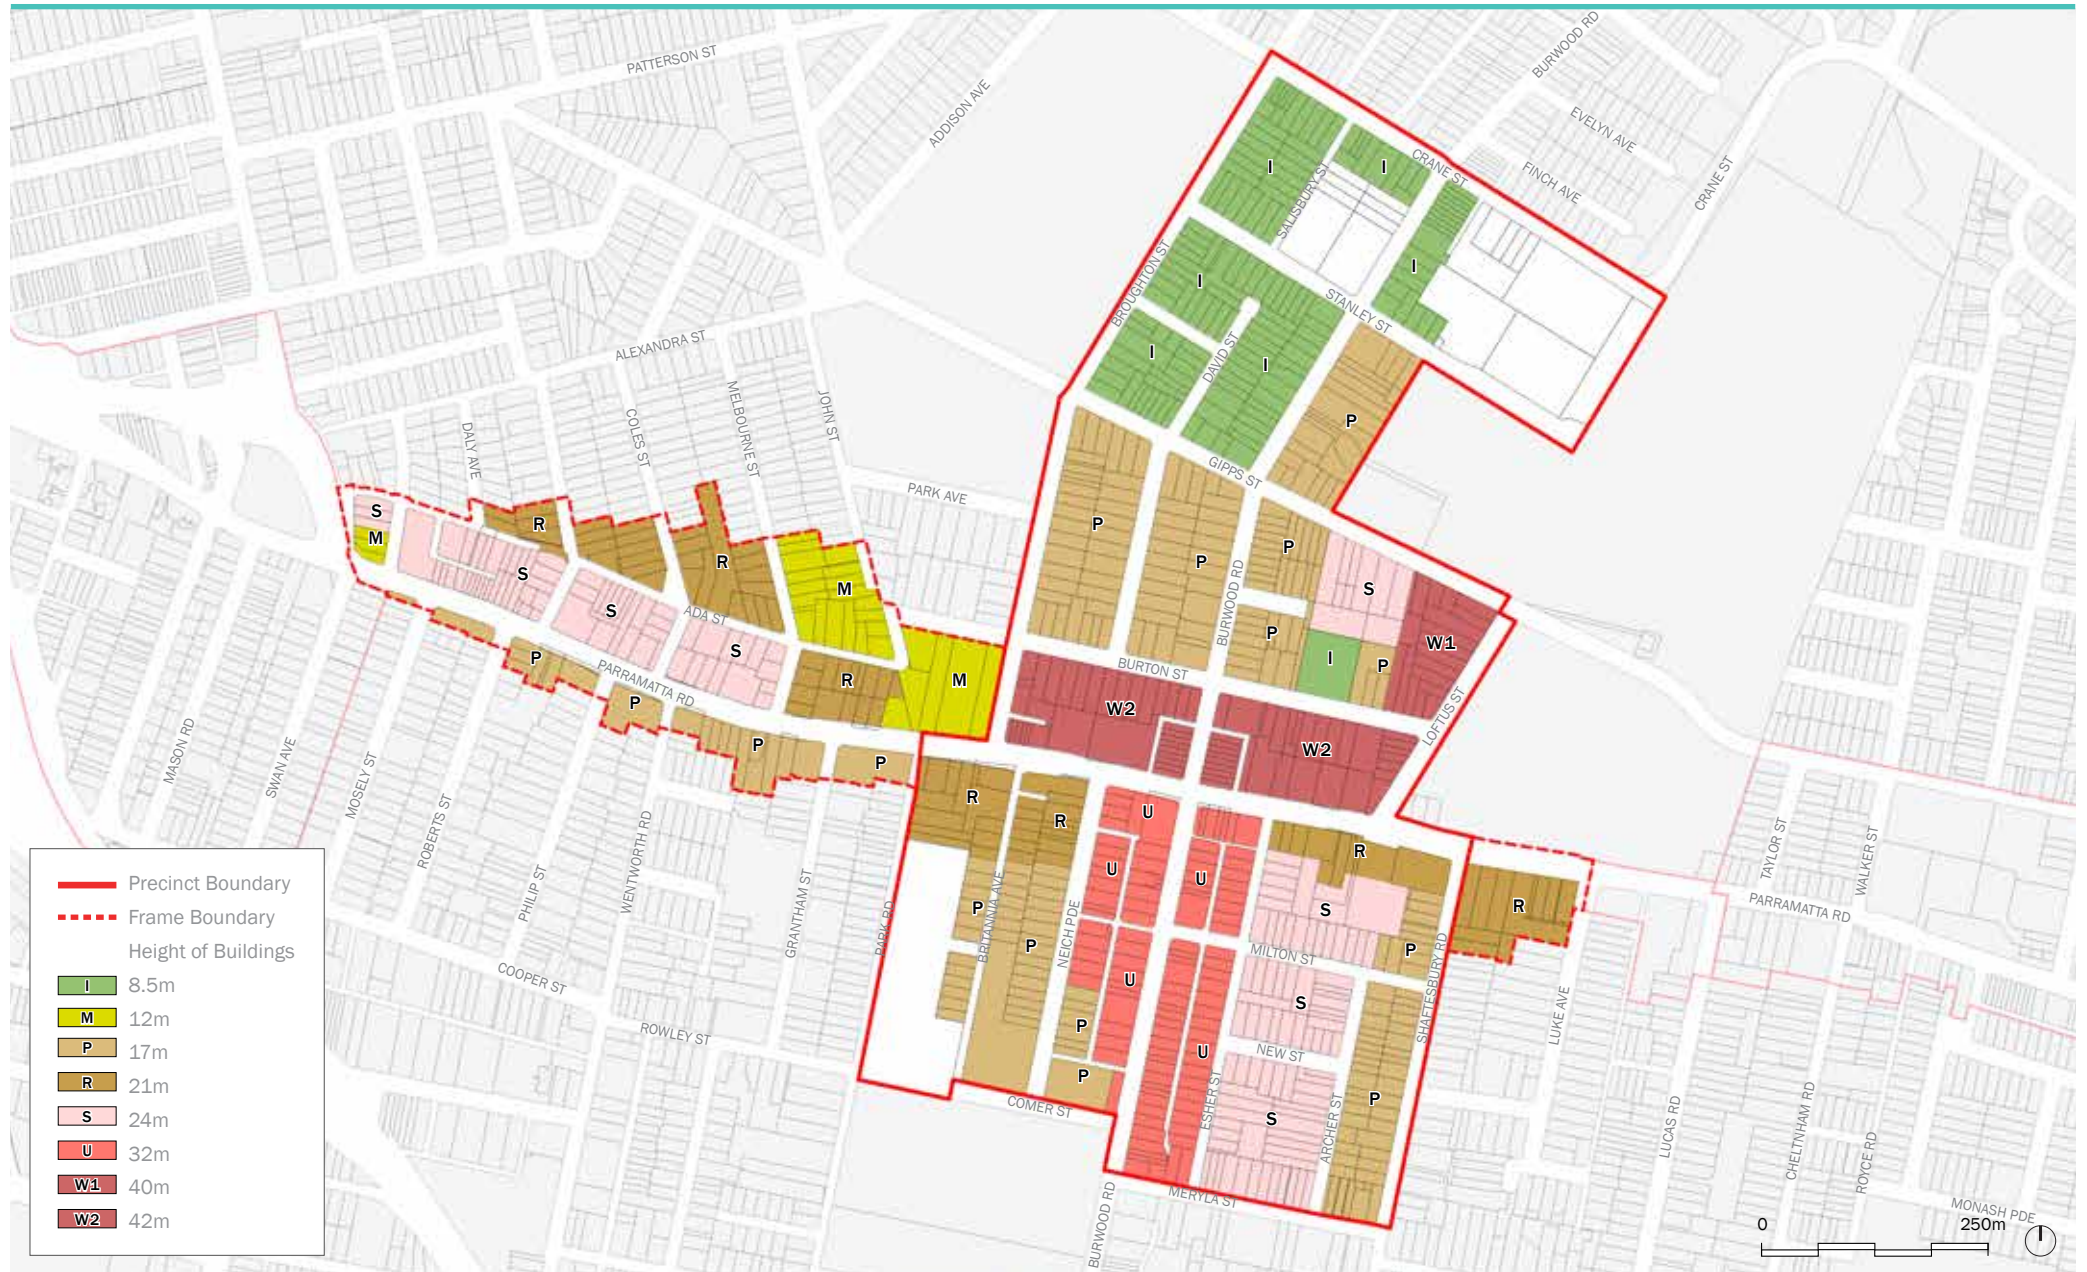 PATTERSON ST
ADDISON AVE
BURWOOD RD
EVELYN AVE
FINCH AVE
CRANE ST
CRANE ST
I
I
SALISBURY ST
I
BROUGHTON ST
I
STANLEY ST
I
DAVID ST
I
ALEXANDRA ST
MELBOURNE ST
JOHN ST
COLES ST
DALY AVE
P
GIPPS ST
PARK AVE
S
M
R
R
S
S
S
M
ADA ST
R
M
P
P
P
S
P
BURWOOD RD
P
I
P
W1
BURTON ST
W2
W2
LOFTUS ST
P
PARRAMATTA RD
P
P
P
MASON RD
SWAN AVE
MOSELY ST
ROBERTS ST
PHILIP ST
WENTWORTH RD
GRANTHAM ST
PARK RD
R
R
U
U
U
R
S
P
R
P
BRITANNIA AVE
P
NEICH PDE
U
MILTON ST
SHAFTESBURY RD
S
P
U
NEW ST
P
ESHER ST
S
ARCHER ST
P
COMER ST
MERYLA ST
BURWOOD RD
COOPER ST
ROWLEY ST
TAYLOR ST
WALKER ST
PARRAMATTA RD
LUKE AVE
LUCAS RD
CHELTNHAM RD
ROYCE RD
MONASH PDE
Precinct Boundary
Frame Boundary
Height of Buildings
I 8.5m
M 12m
P 17m
R 21m
S 24m
U 32m
W1 40m
W2 42m
0 250m